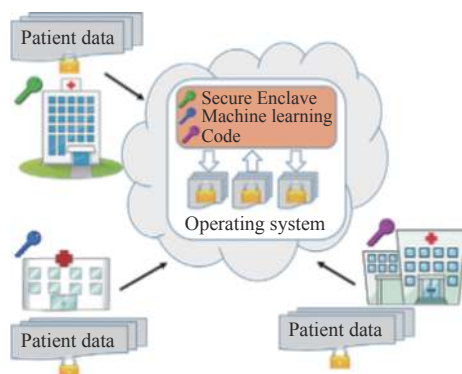 Patient data
Secure Enclave
Machine learning
Code
Operating system
Patient data
Patient data